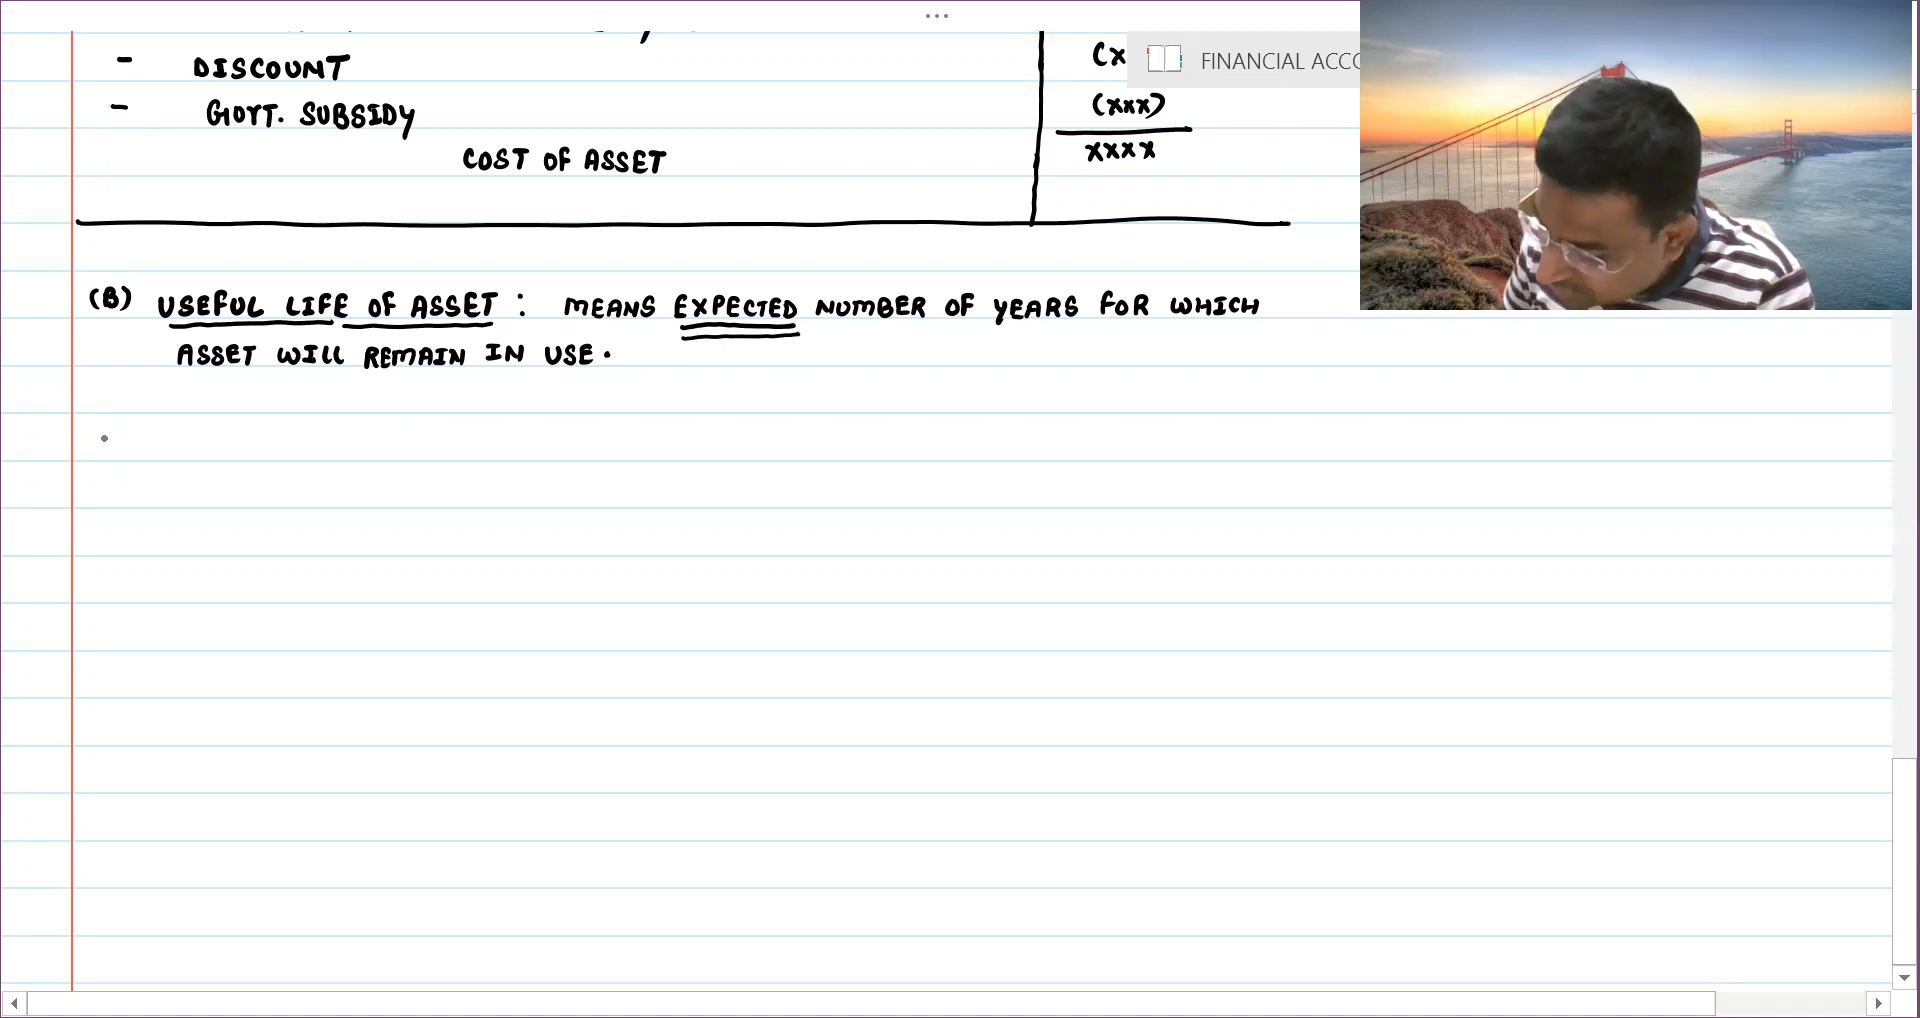 - DISCOUNT (x
FINANCIAL ACCO
- GOVT. SUBSIDY (xxx)
COST OF ASSET xxxx
(B) USEFUL LIFE OF ASSET : MEANS EXPECTED NUMBER OF YEARS FOR WHICH
ASSET WILL REMAIN IN USE.